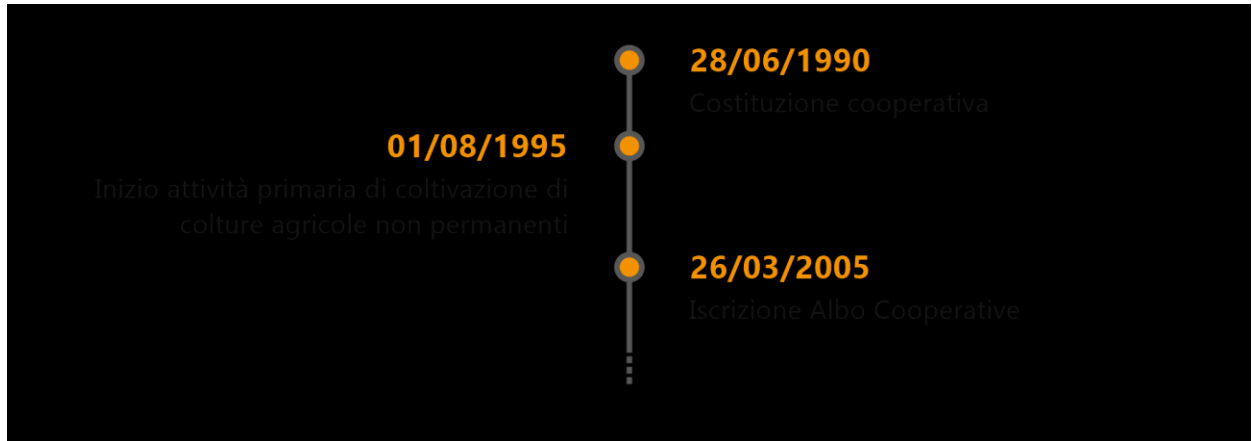 28/06/1990
Costituzione cooperativa
01/08/1995
Inizio attività primaria di coltivazione di
colture agricole non permanenti
26/03/2005
Iscrizione Albo Cooperative